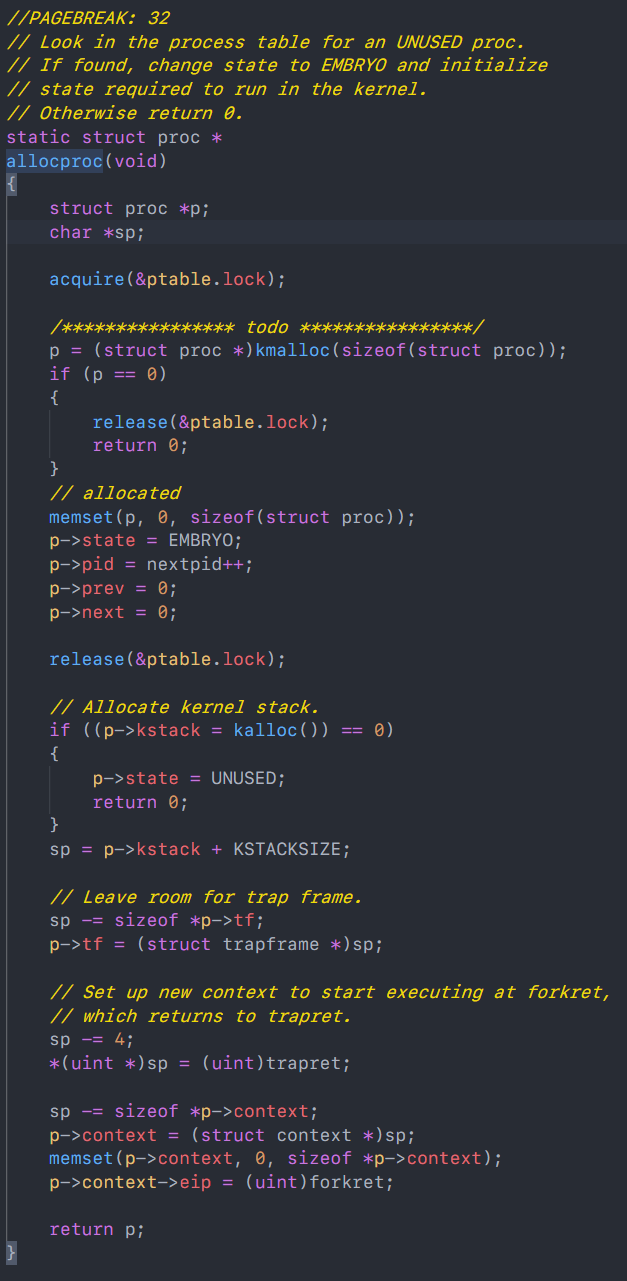 //PAGEBREAK: 32
// Look in the process table for an UNUSED proc.
// If found, change state to EMBRYO and initialize
// state required to run in the kernel.
// Otherwise return 0.
static struct proc *
allocproc(void)
{
    struct proc *p;
    char *sp;

    acquire(&ptable.lock);

    /**************** todo ****************/
    p = (struct proc *)kmalloc(sizeof(struct proc));
    if (p == 0)
    {
        release(&ptable.lock);
        return 0;
    }
    // allocated
    memset(p, 0, sizeof(struct proc));
    p->state = EMBRYO;
    p->pid = nextpid++;
    p->prev = 0;
    p->next = 0;

    release(&ptable.lock);

    // Allocate kernel stack.
    if ((p->kstack = kalloc()) == 0)
    {
        p->state = UNUSED;
        return 0;
    }
    sp = p->kstack + KSTACKSIZE;

    // Leave room for trap frame.
    sp -= sizeof *p->tf;
    p->tf = (struct trapframe *)sp;

    // Set up new context to start executing at forkret,
    // which returns to trapret.
    sp -= 4;
    *(uint *)sp = (uint)trapret;

    sp -= sizeof *p->context;
    p->context = (struct context *)sp;
    memset(p->context, 0, sizeof *p->context);
    p->context->eip = (uint)forkret;

    return p;
}